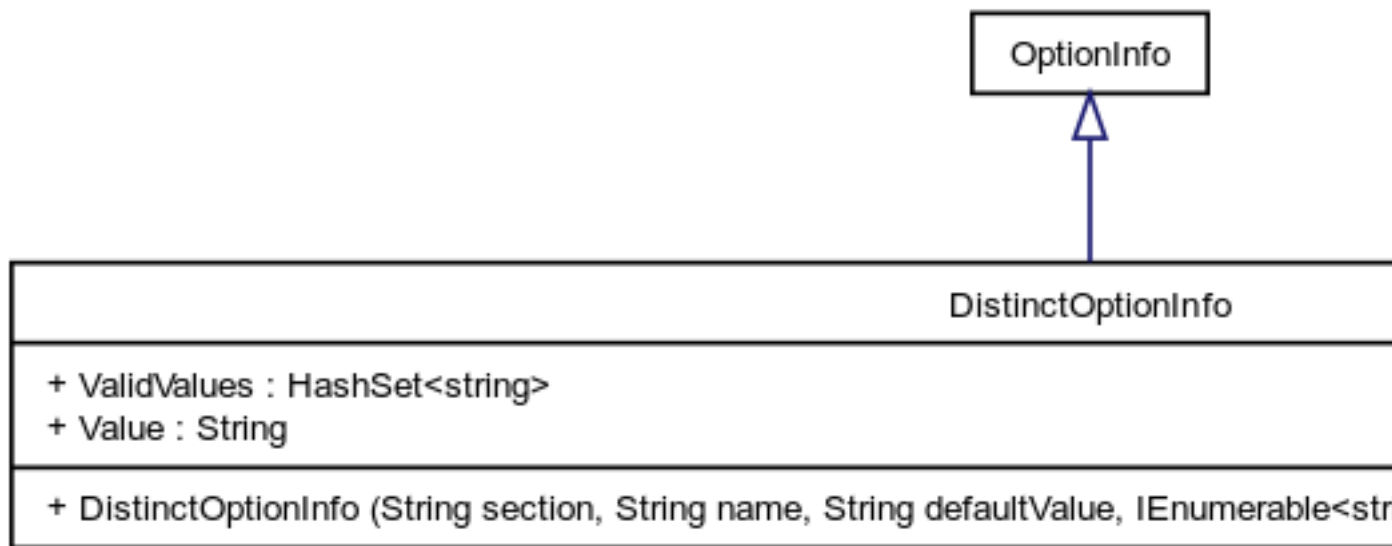 OptionInfo
DistinctOptionInfo
+ ValidValues : HashSet<string>
+ Value : String
+ DistinctOptionInfo (String section, String name, String defaultValue, IEnumerable<str